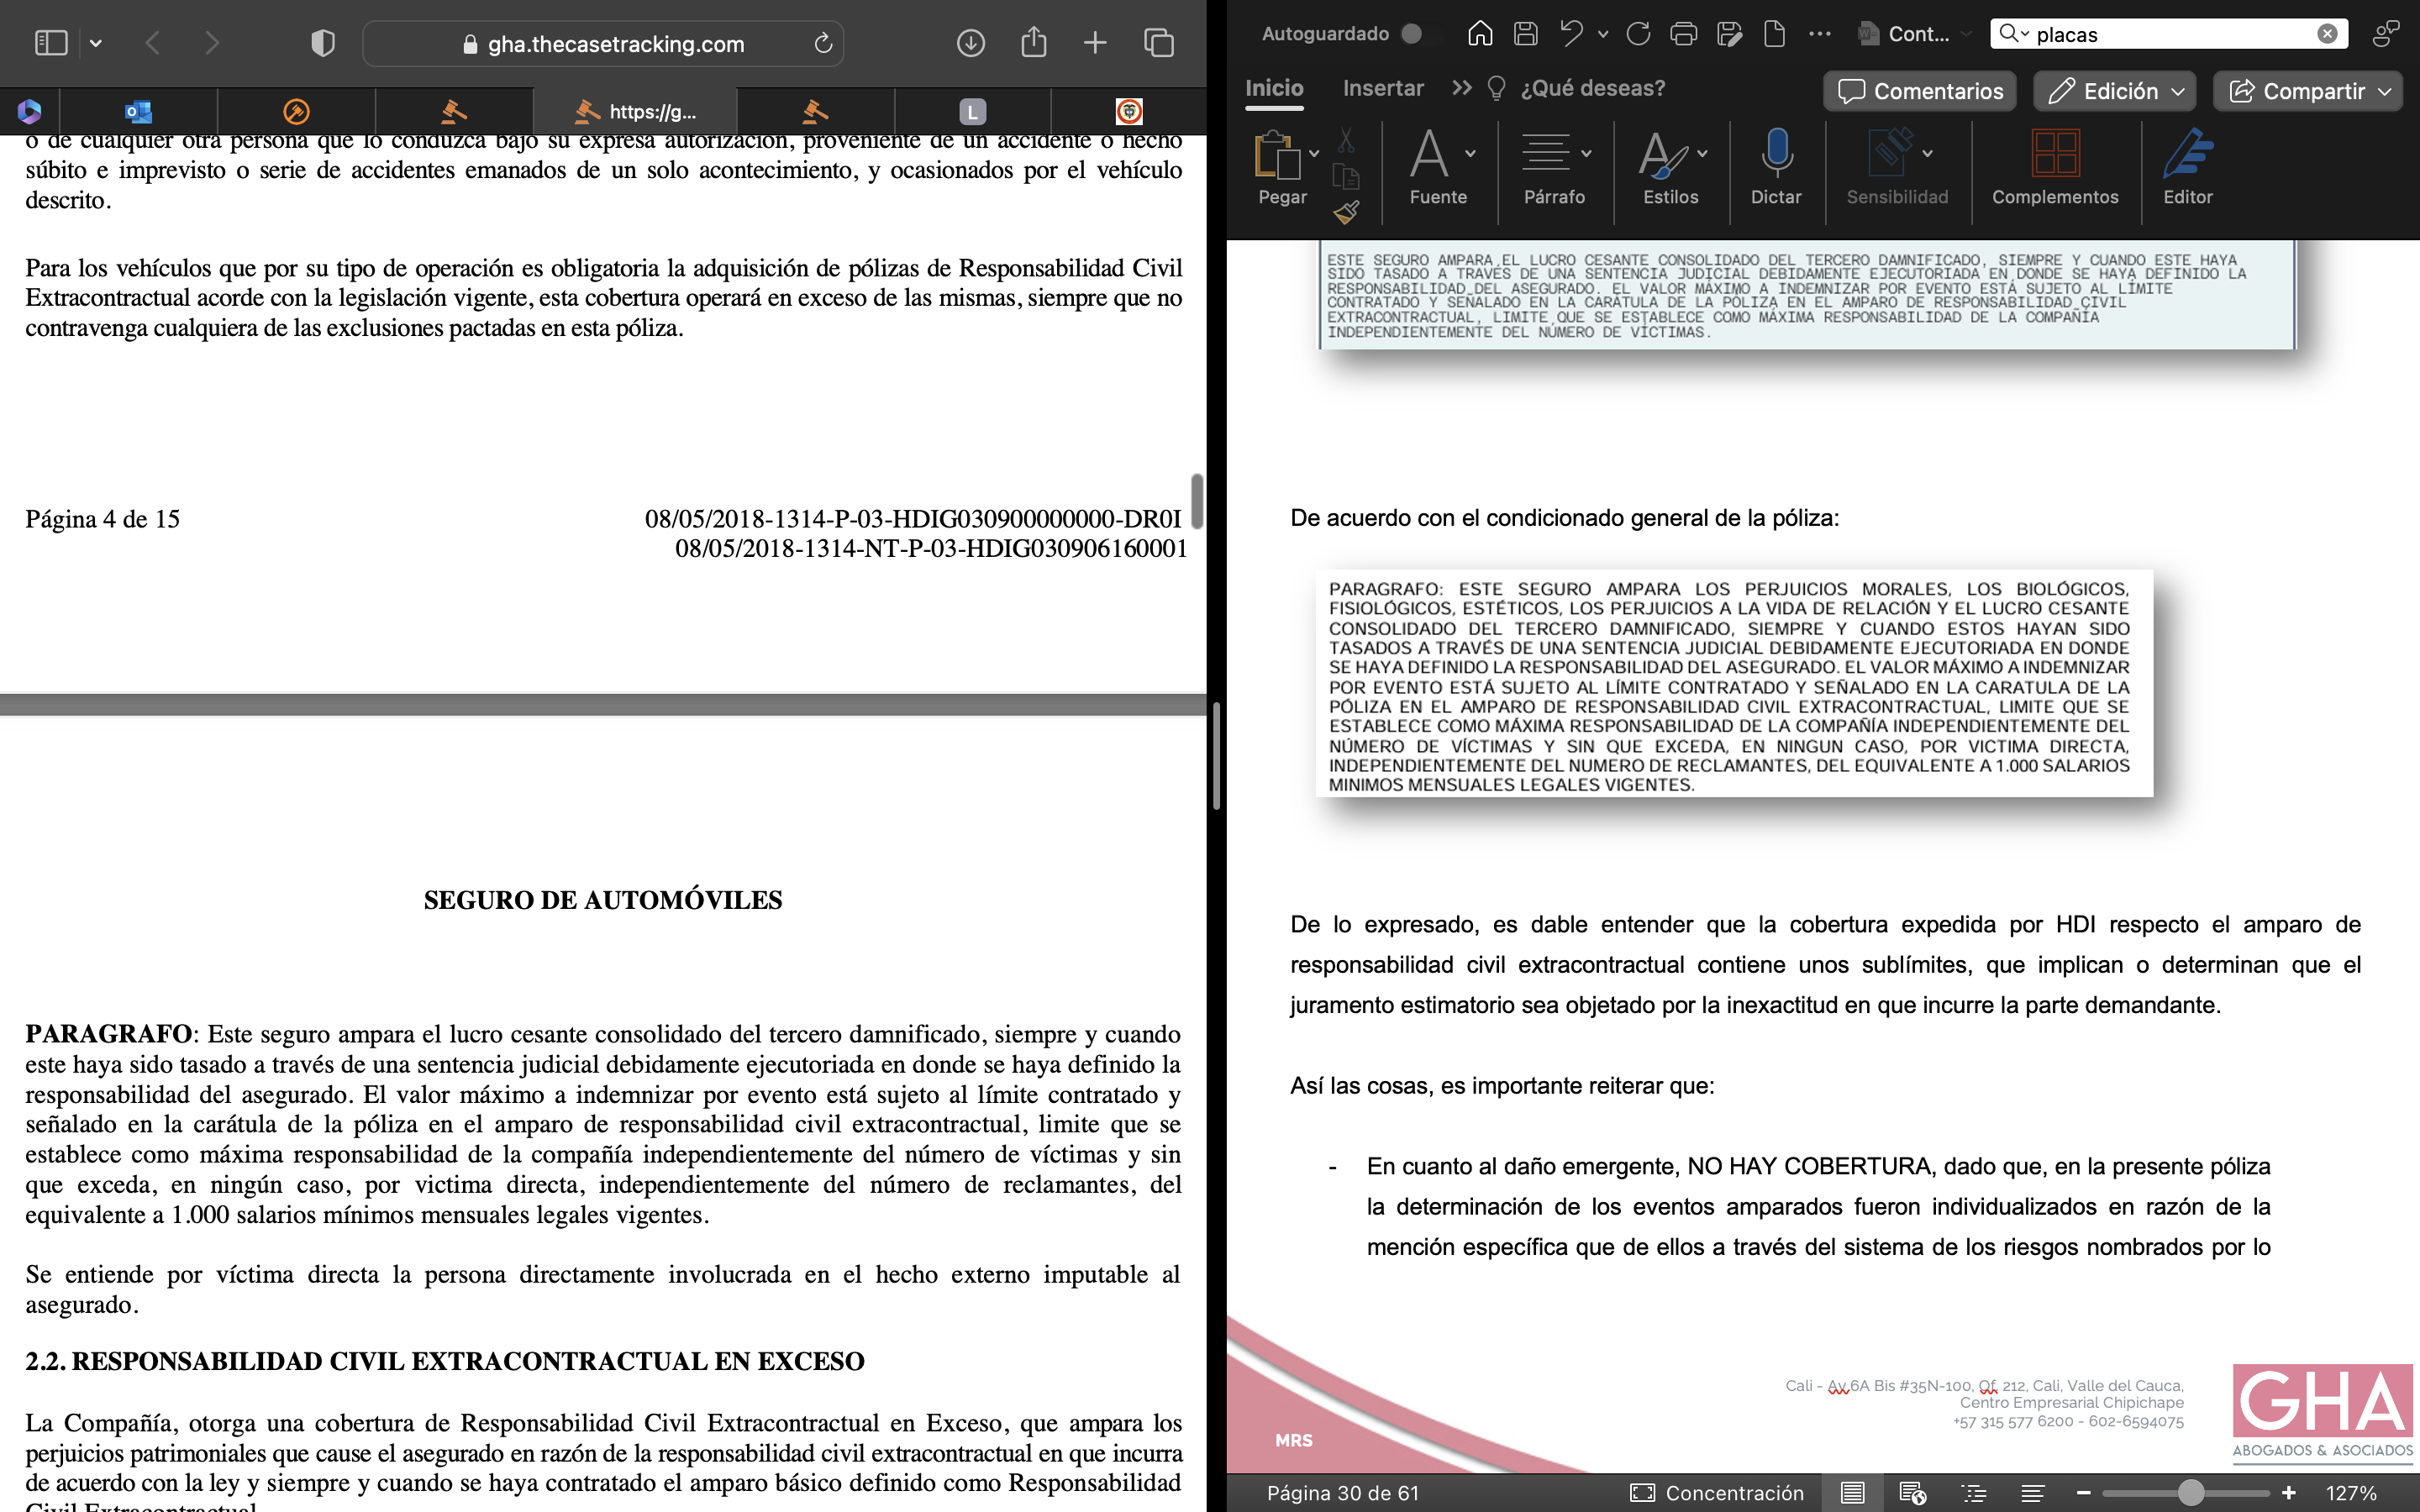 gha.thecasetracking.com
https://g...
L
o de cualquier otra persona que lo conduzca bajo su expresa autorización, proveniente de un accidente o hecho
súbito e imprevisto o serie de accidentes emanados de un solo acontecimiento, y ocasionados por el vehículo
descrito.
Para los vehículos que por su tipo de operación es obligatoria la adquisición de pólizas de Responsabilidad Civil
Extracontractual acorde con la legislación vigente, esta cobertura operará en exceso de las mismas, siempre que no
contravenga cualquiera de las exclusiones pactadas en esta póliza.
Página 4 de 15
08/05/2018-1314-P-03-HDIG030900000000-DR0I
08/05/2018-1314-NT-P-03-HDIG030906160001
SEGURO DE AUTOMÓVILES
PARAGRAFO: Este seguro ampara el lucro cesante consolidado del tercero damnificado, siempre y cuando
este haya sido tasado a través de una sentencia judicial debidamente ejecutoriada en donde se haya definido la
responsabilidad del asegurado. El valor máximo a indemnizar por evento está sujeto al límite contratado y
señalado en la carátula de la póliza en el amparo de responsabilidad civil extracontractual, limite que se
establece como máxima responsabilidad de la compañía independientemente del número de víctimas y sin
que exceda, en ningún caso, por victima directa, independientemente del número de reclamantes, del
equivalente a 1.000 salarios mínimos mensuales legales vigentes.
Se entiende por víctima directa la persona directamente involucrada en el hecho externo imputable al
asegurado.
2.2. RESPONSABILIDAD CIVIL EXTRACONTRACTUAL EN EXCESO
La Compañía, otorga una cobertura de Responsabilidad Civil Extracontractual en Exceso, que ampara los
perjuicios patrimoniales que cause el asegurado en razón de la responsabilidad civil extracontractual en que incurra
de acuerdo con la ley y siempre y cuando se haya contratado el amparo básico definido como Responsabilidad
Civil Extracontractual
Autoguardado
Cont...
placas
Inicio
Insertar
¿Qué deseas?
Comentarios
Edición
Compartir
Pegar
Fuente
Párrafo
Estilos
Dictar
Sensibilidad
Complementos
Editor
ESTE SEGURO AMPARA EL LUCRO CESANTE CONSOLIDADO DEL TERCERO DAMNIFICADO, SIEMPRE Y CUANDO ESTE HAYA
SIDO TASADO A TRAVÉS DE UNA SENTENCIA JUDICIAL DEBIDAMENTE EJECUTORIADA EN DONDE SE HAYA DEFINIDO LA
RESPONSABILIDAD DEL ASEGURADO. EL VALOR MÁXIMO A INDEMNIZAR POR EVENTO ESTÁ SUJETO AL LÍMITE
CONTRATADO Y SEÑALADO EN LA CARÁTULA DE LA PÓLIZA EN EL AMPARO DE RESPONSABILIDAD CIVIL
EXTRACONTRACTUAL, LIMITE QUE SE ESTABLECE COMO MÁXIMA RESPONSABILIDAD DE LA COMPAÑÍA
INDEPENDIENTEMENTE DEL NÚMERO DE VÍCTIMAS.
De acuerdo con el condicionado general de la póliza:
PARAGRAFO: ESTE SEGURO AMPARA LOS PERJUICIOS MORALES, LOS BIOLÓGICOS,
FISIOLÓGICOS, ESTÉTICOS, LOS PERJUICIOS A LA VIDA DE RELACIÓN Y EL LUCRO CESANTE
CONSOLIDADO DEL TERCERO DAMNIFICADO, SIEMPRE Y CUANDO ESTOS HAYAN SIDO
TASADOS A TRAVÉS DE UNA SENTENCIA JUDICIAL DEBIDAMENTE EJECUTORIADA EN DONDE
SE HAYA DEFINIDO LA RESPONSABILIDAD DEL ASEGURADO. EL VALOR MÁXIMO A INDEMNIZAR
POR EVENTO ESTÁ SUJETO AL LÍMITE CONTRATADO Y SEÑALADO EN LA CARATULA DE LA
PÓLIZA EN EL AMPARO DE RESPONSABILIDAD CIVIL EXTRACONTRACTUAL, LIMITE QUE SE
ESTABLECE COMO MÁXIMA RESPONSABILIDAD DE LA COMPAÑÍA INDEPENDIENTEMENTE DEL
NÚMERO DE VÍCTIMAS Y SIN QUE EXCEDA, EN NINGUN CASO, POR VICTIMA DIRECTA,
INDEPENDIENTEMENTE DEL NUMERO DE RECLAMANTES, DEL EQUIVALENTE A 1.000 SALARIOS
MINIMOS MENSUALES LEGALES VIGENTES.
De lo expresado, es dable entender que la cobertura expedida por HDI respecto el amparo de
responsabilidad civil extracontractual contiene unos sublímites, que implican o determinan que el
juramento estimatorio sea objetado por la inexactitud en que incurre la parte demandante.
Así las cosas, es importante reiterar que:
- En cuanto al daño emergente, NO HAY COBERTURA, dado que, en la presente póliza
la determinación de los eventos amparados fueron individualizados en razón de la
mención específica que de ellos a través del sistema de los riesgos nombrados por lo
Cali - Av 6A Bis #35N-100, Of. 212, Cali, Valle del Cauca,
Centro Empresarial Chipichape
+57 315 577 6200 - 602-6594075
MRS
GHA
ABOGADOS & ASOCIADOS
Página 30 de 61
Concentración
127%